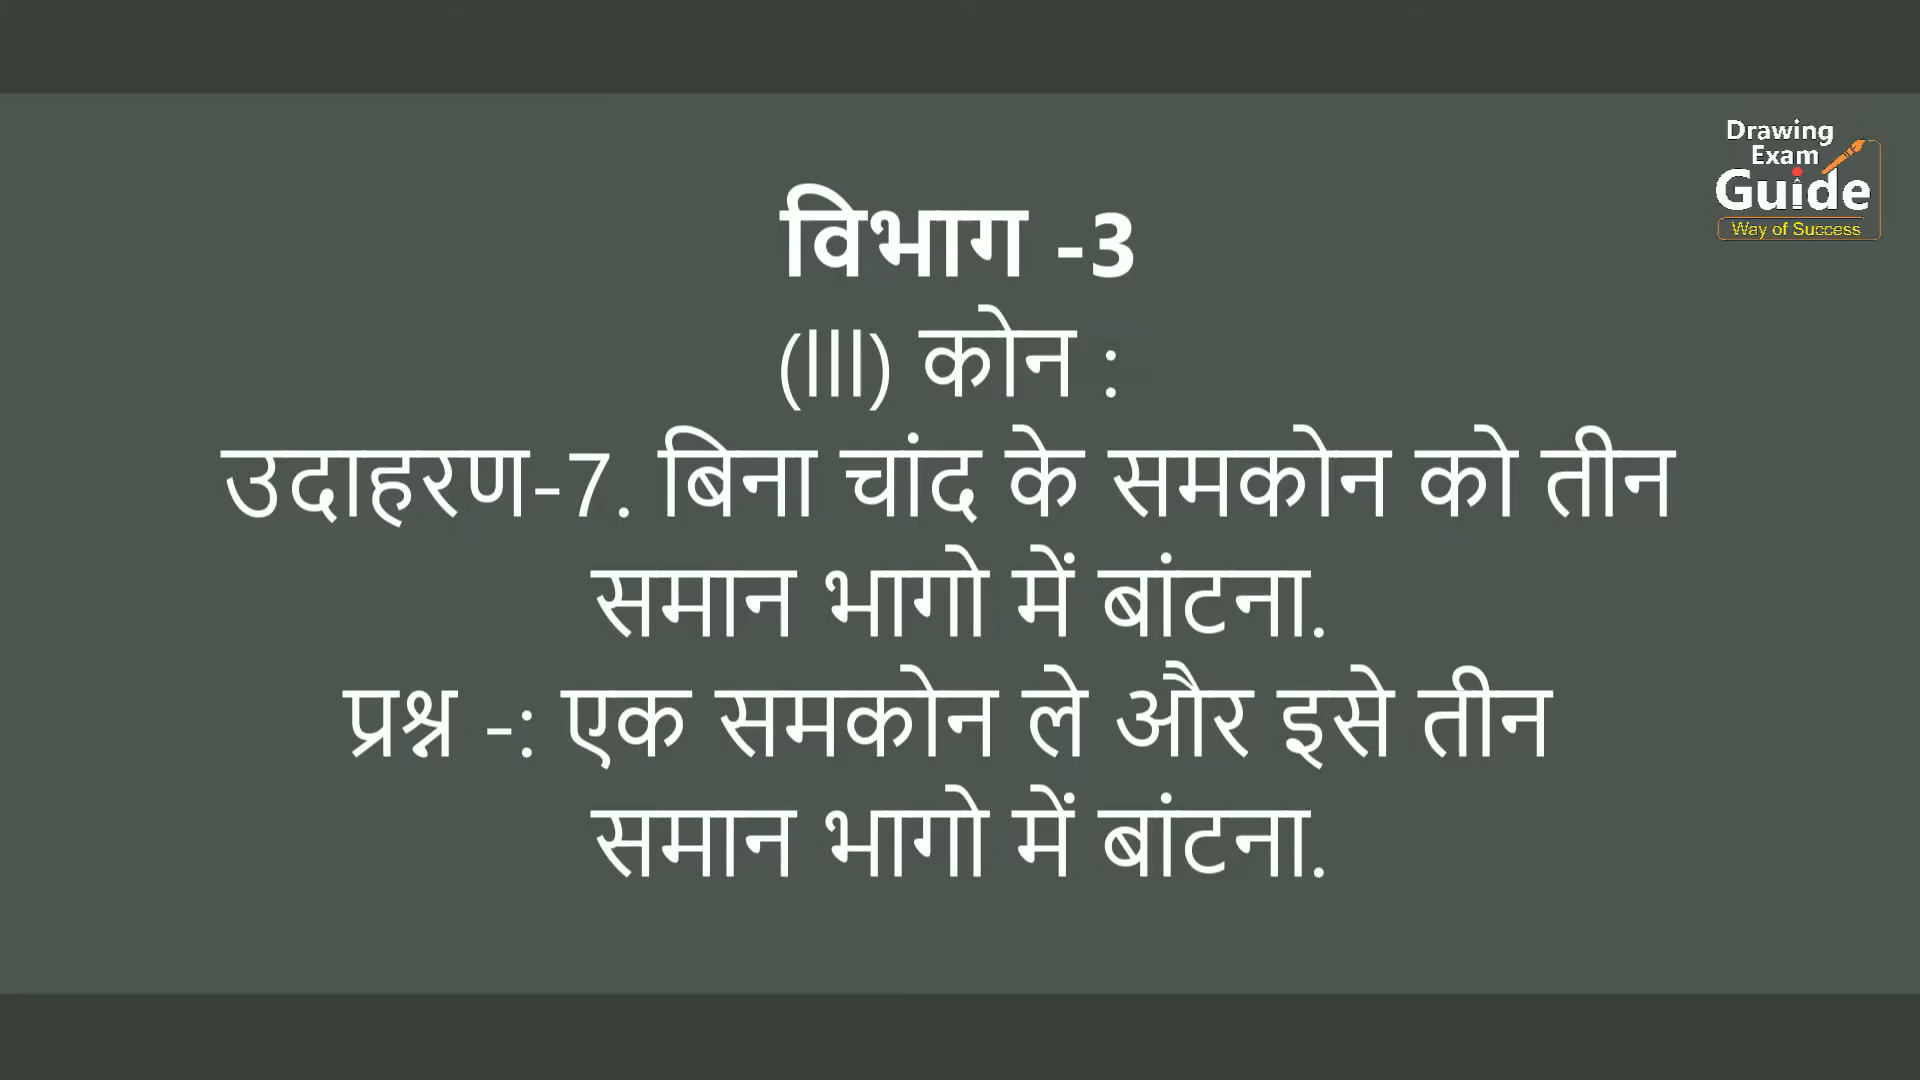 Drawing
Exam
Guide
Way of Success
विभाग -3
(lll) कोन :
उदाहरण-7. बिना चांद के समकोन को तीन
समान भागो में बांटना.
प्रश्न -: एक समकोन ले और इसे तीन
समान भागो में बांटना.